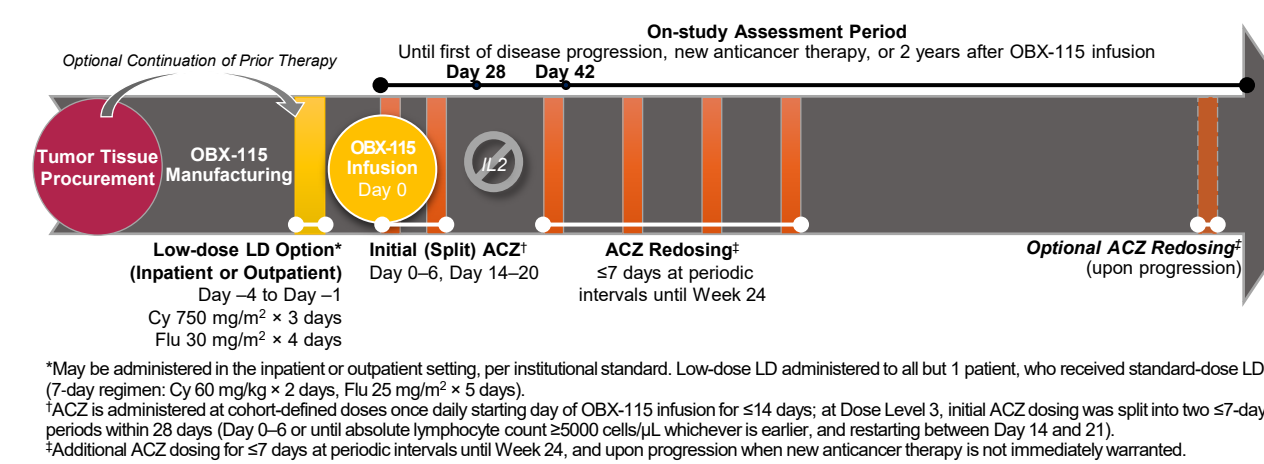 On-study Assessment Period
Until first of disease progression, new anticancer therapy, or 2 years after OBX-115 infusion
Optional Continuation of Prior Therapy
Day 28
Day 42
Tumor Tissue
Procurement
OBX-115
Manufacturing
OBX-115
Infusion
Day 0
IL2
Low-dose LD Option*
(Inpatient or Outpatient)
Day –4 to Day –1
Cy 750 mg/m² × 3 days
Flu 30 mg/m² × 4 days
Initial (Split) ACZ†
Day 0–6, Day 14–20
ACZ Redosing‡
≤7 days at periodic
intervals until Week 24
Optional ACZ Redosing‡
(upon progression)
*May be administered in the inpatient or outpatient setting, per institutional standard. Low-dose LD administered to all but 1 patient, who received standard-dose LD
(7-day regimen: Cy 60 mg/kg × 2 days, Flu 25 mg/m² × 5 days).
†ACZ is administered at cohort-defined doses once daily starting day of OBX-115 infusion for ≤14 days; at Dose Level 3, initial ACZ dosing was split into two ≤7-day
periods within 28 days (Day 0–6 or until absolute lymphocyte count ≥5000 cells/µL whichever is earlier, and restarting between Day 14 and 21).
‡Additional ACZ dosing for ≤7 days at periodic intervals until Week 24, and upon progression when new anticancer therapy is not immediately warranted.